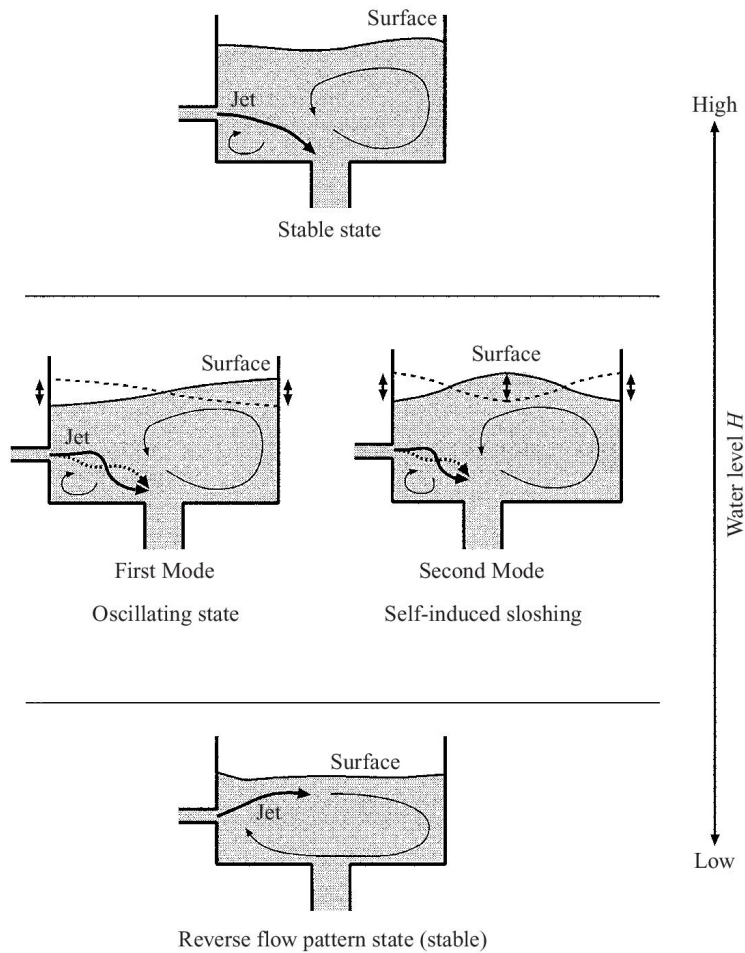 Surface
High
Jet
Stable state
Surface
Surface
Jet
First Mode
Second Mode
Oscillating state
Self-induced sloshing
Water level H
Surface
Jet
Low
Reverse flow pattern state (stable)